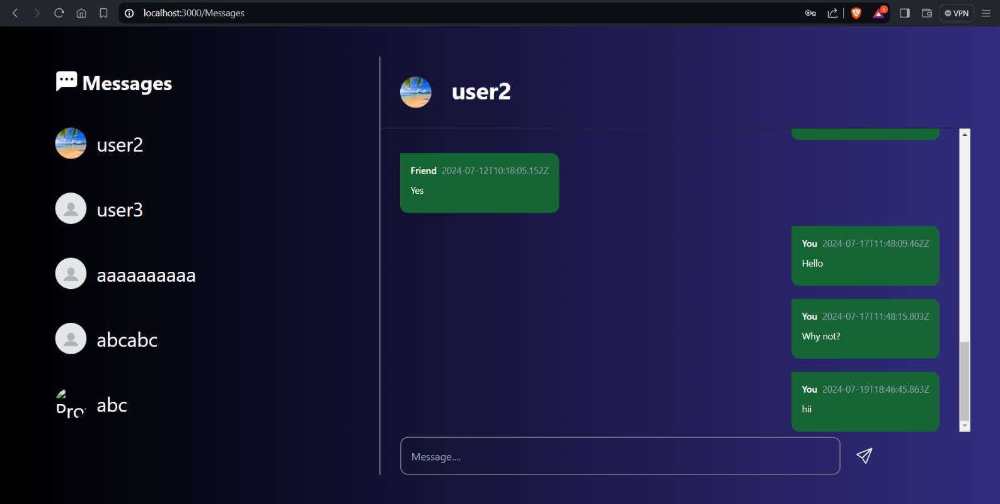 localhost:3000/Messages
1
VPN
Messages
user2
user3
aaaaaaaaaa
abcabc
Pro
abc
user2
Friend 2024-07-12T10:18:05.152Z
Yes
You 2024-07-17T11:48:09.462Z
Hello
You 2024-07-17T11:48:15.803Z
Why not?
You 2024-07-19T18:46:45.863Z
hii
Message....